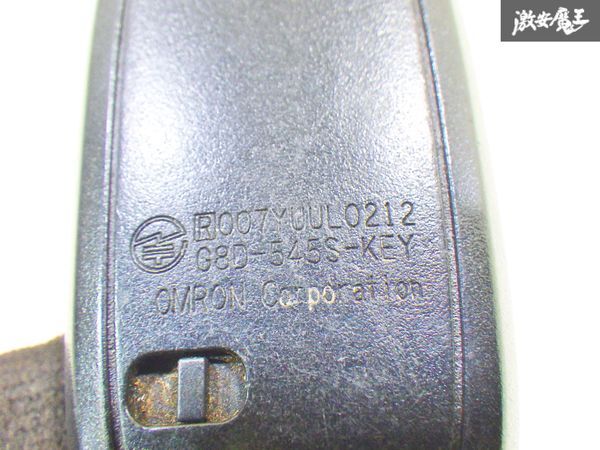 激安魔王
R007YUUL0212
G8D-545S-KEY
OMRON Corporation